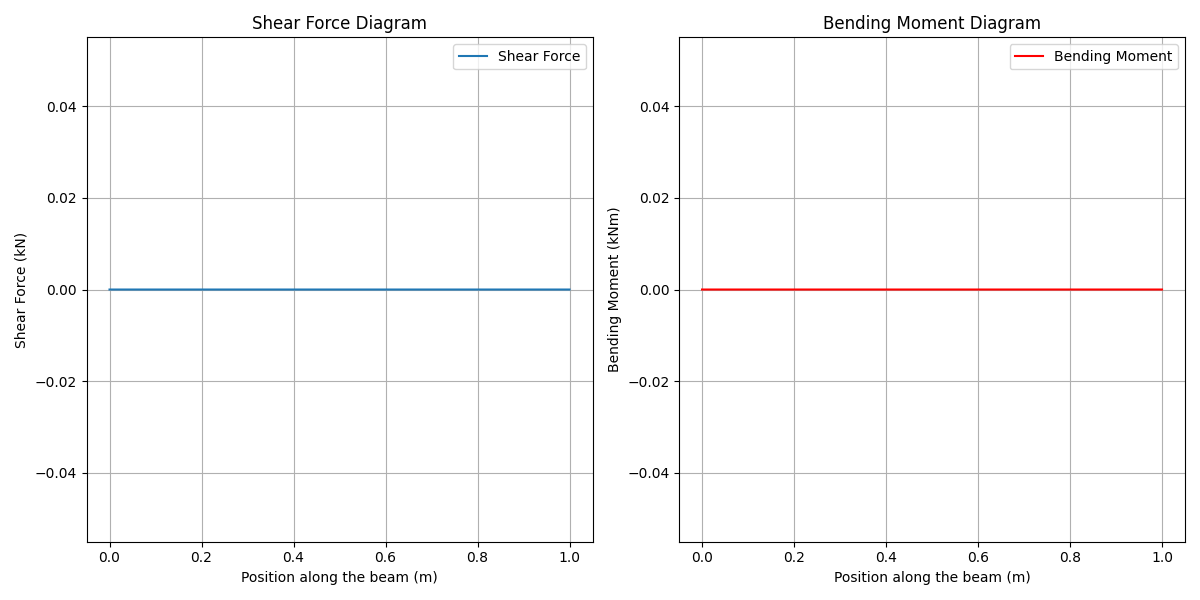 Shear Force Diagram
Shear Force
0.04
0.02
0.00
−0.02
−0.04
Shear Force (kN)
0.0 0.2 0.4 0.6 0.8 1.0
Position along the beam (m)
Bending Moment Diagram
Bending Moment
0.04
0.02
0.00
−0.02
−0.04
Bending Moment (kNm)
0.0 0.2 0.4 0.6 0.8 1.0
Position along the beam (m)